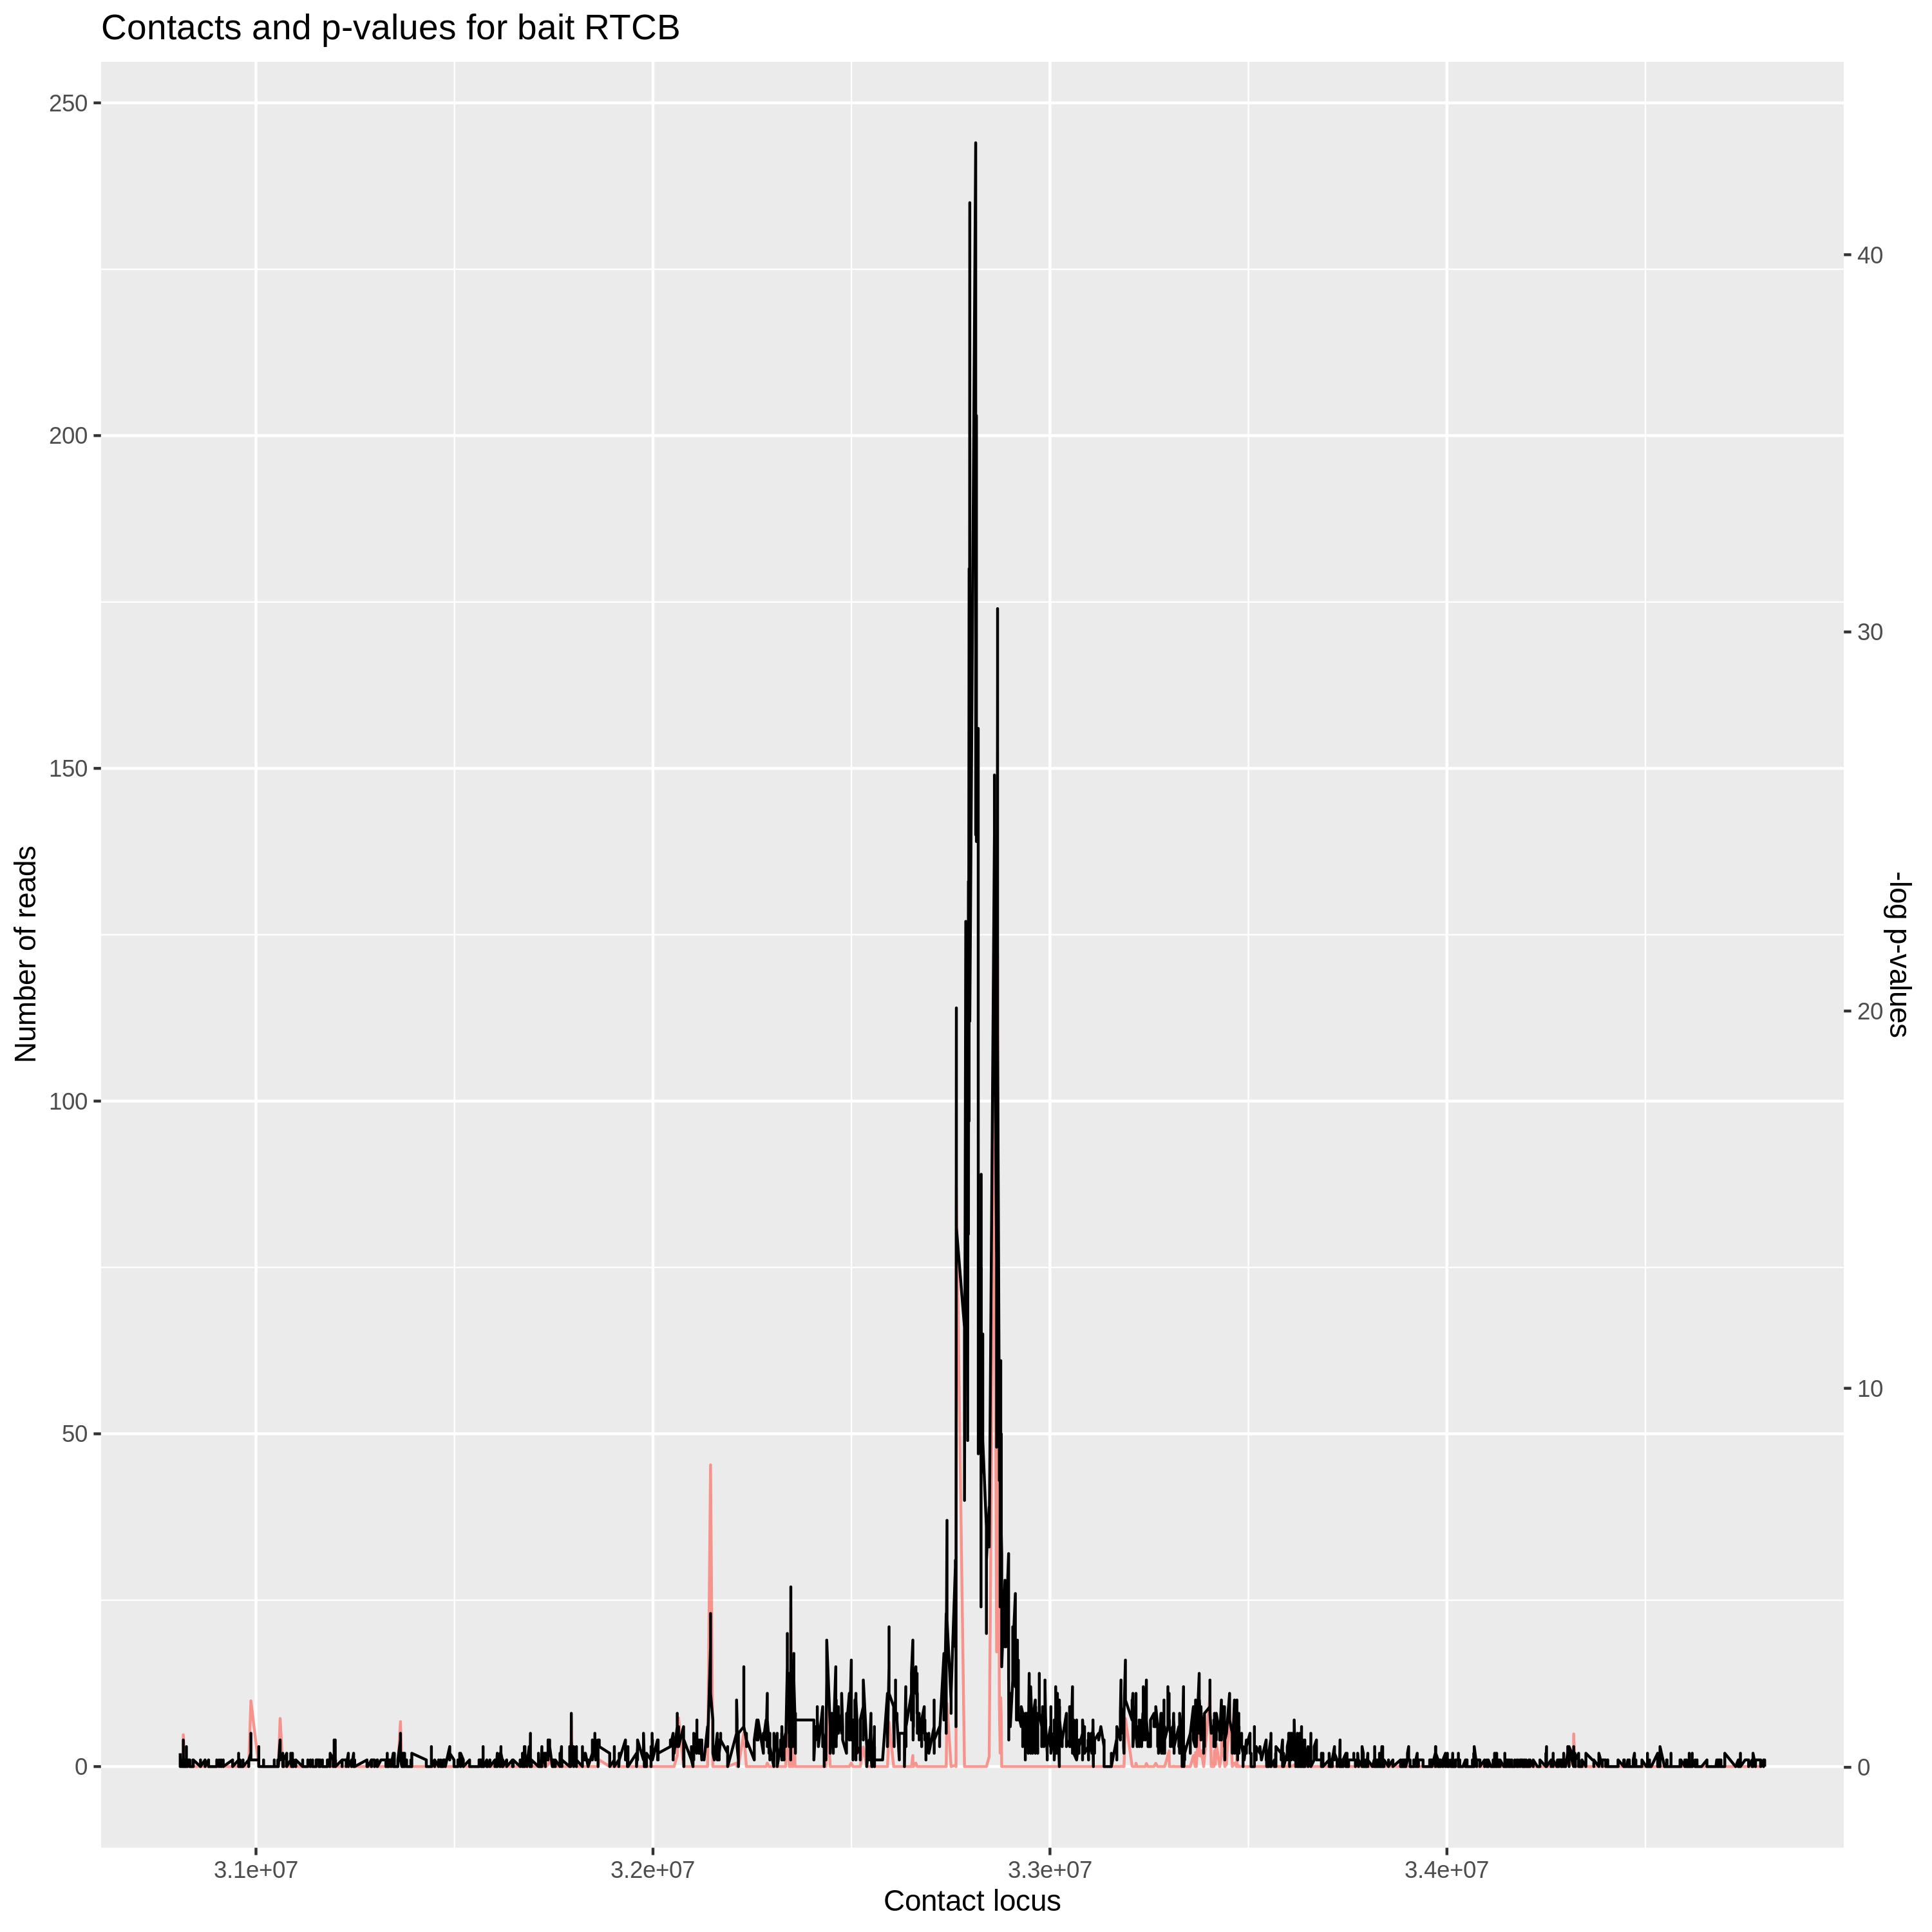 Contacts and p-values for bait RTCB
250
200
150
100
50
0
Number of reads
40
30
20
10
0
-log p-values
3.1e+07
3.2e+07
3.3e+07
3.4e+07
Contact locus